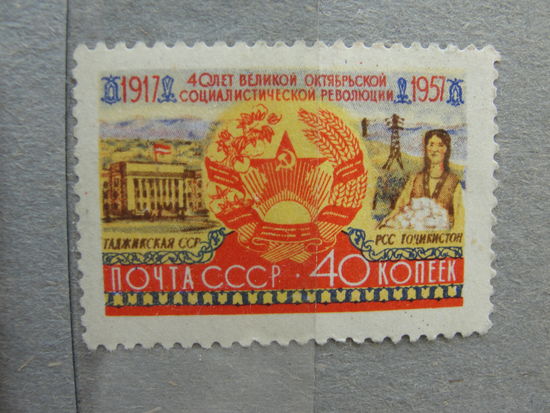 1917 40 ЛЕТ ВЕЛИКОЙ ОКТЯБРЬСКОЙ 1957
СОЦИАЛИСТИЧЕСКОЙ РЕВОЛЮЦИИ
ТАДЖИКСКАЯ ССР РСС ТОҶИКИСТОН
ПОЧТА СССР · 40 КОПЕЕК